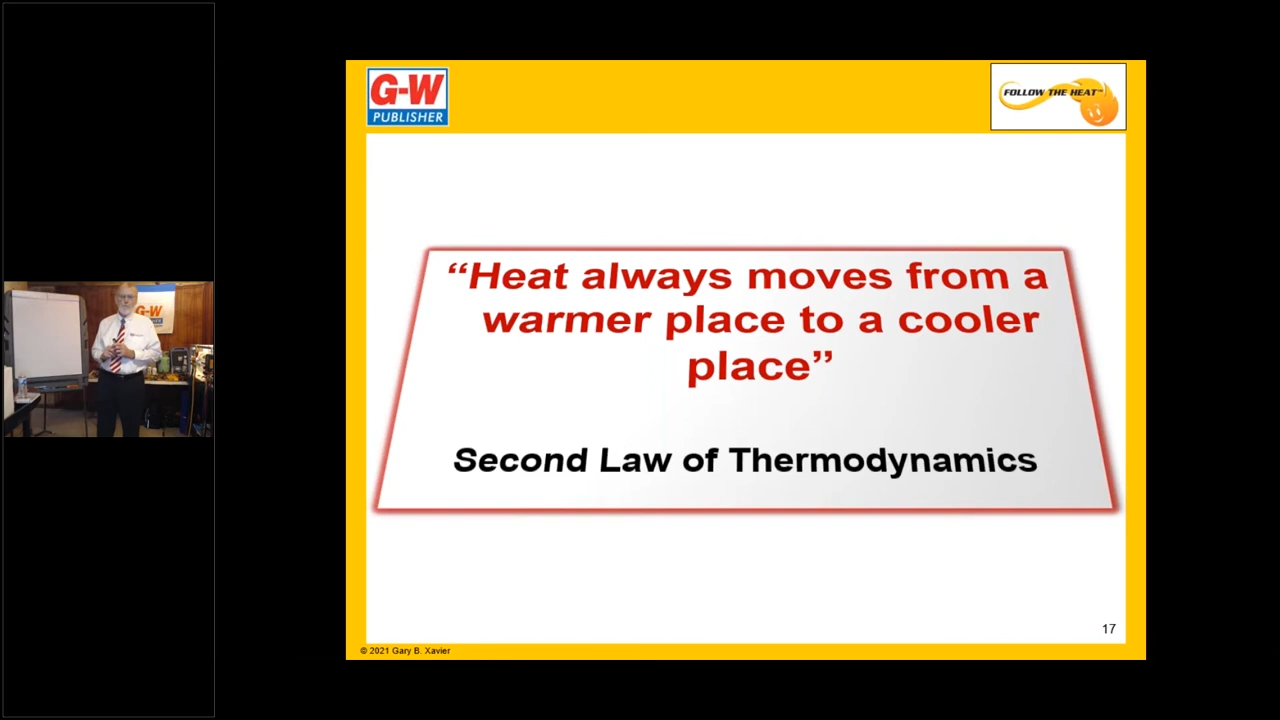 G-W
PUBLISHER
FOLLOW THE HEAT™
“Heat always moves from a
warmer place to a cooler
place”
Second Law of Thermodynamics
17
© 2021 Gary B. Xavier
G-W